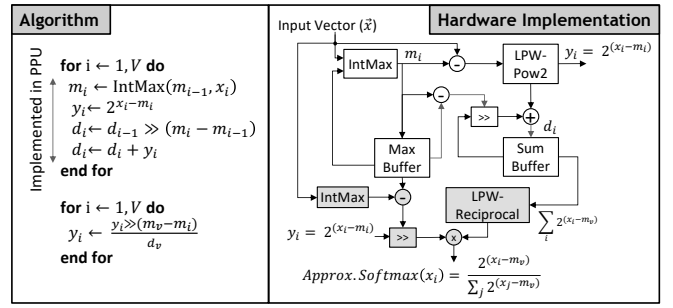 Algorithm
Implemented in PPU
for i ← 1, V do
m_i ← IntMax(m_{i−1}, x_i)
y_i ← 2^{x_i−m_i}
d_i ← d_{i−1} ≫ (m_i − m_{i−1})
d_i ← d_i + y_i
end for
for i ← 1, V do
y_i ← \frac{y_i≫(m_v−m_i)}{d_v}
end for
Hardware Implementation
Input Vector (\vec{x})
IntMax
m_i
-
LPW-
Pow2
y_i = 2^{(x_i−m_i)}
-
>>
+
d_i
Max
Buffer
Sum
Buffer
IntMax
-
LPW-
Reciprocal
∑_i 2^{(x_i−m_v)}
y_i = 2^{(x_i−m_i)}
>>
x
Approx. Softmax(x_i) = \frac{2^{(x_i−m_v)}}{∑_j 2^{(x_j−m_v)}}